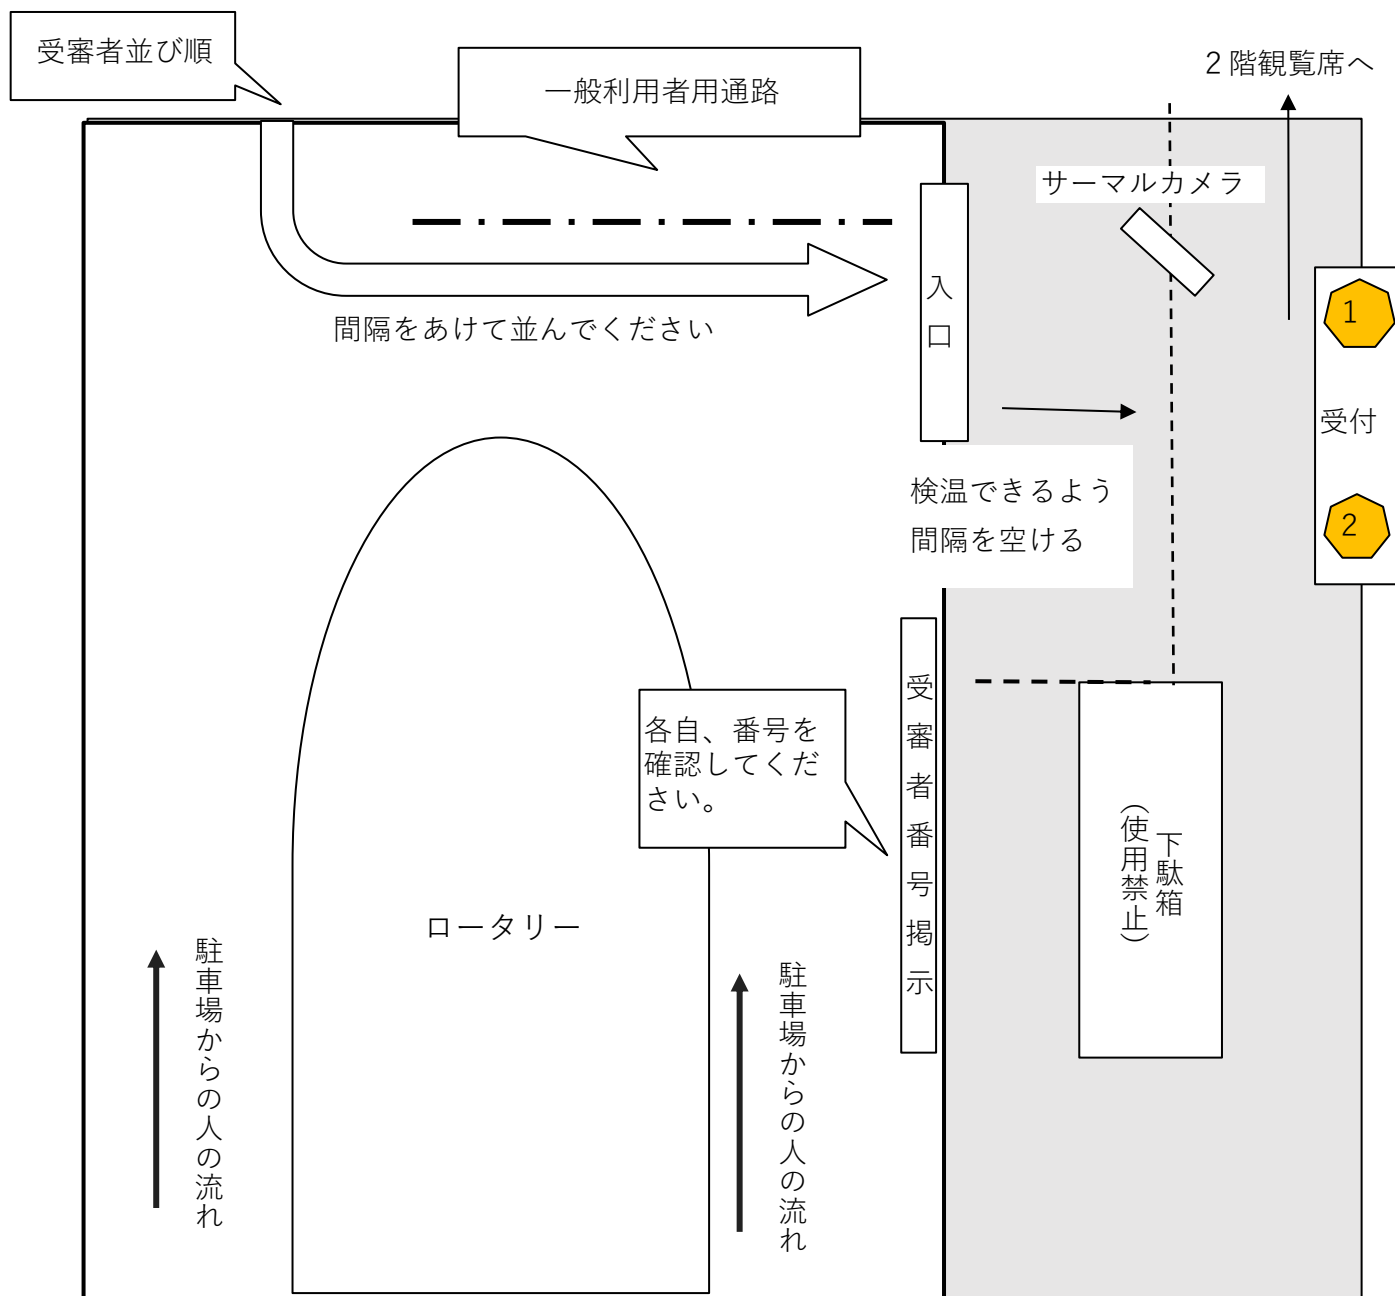 受審者並び順
一般利用者用通路
２階観覧席へ
サーマルカメラ
入口
間隔をあけて並んでください
1
受付
2
検温できるよう
間隔を空ける
受審者番号掲示
各自、番号を
確認してくだ
さい。
下駄箱
（使用禁止）
ロータリー
駐車場からの人の流れ
駐車場からの人の流れ